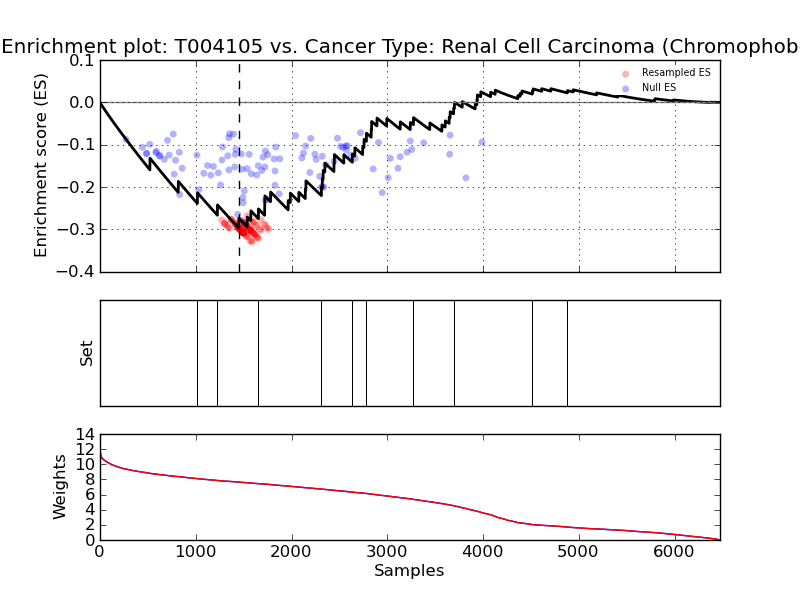 Enrichment plot: T004105 vs. Cancer Type: Renal Cell Carcinoma (Chromophob
0.1
0.0
−0.1
−0.2
−0.3
−0.4
Enrichment score (ES)
Resampled ES
Null ES
Set
14
12
10
8
6
4
2
0
Weights
0 1000 2000 3000 4000 5000 6000
Samples